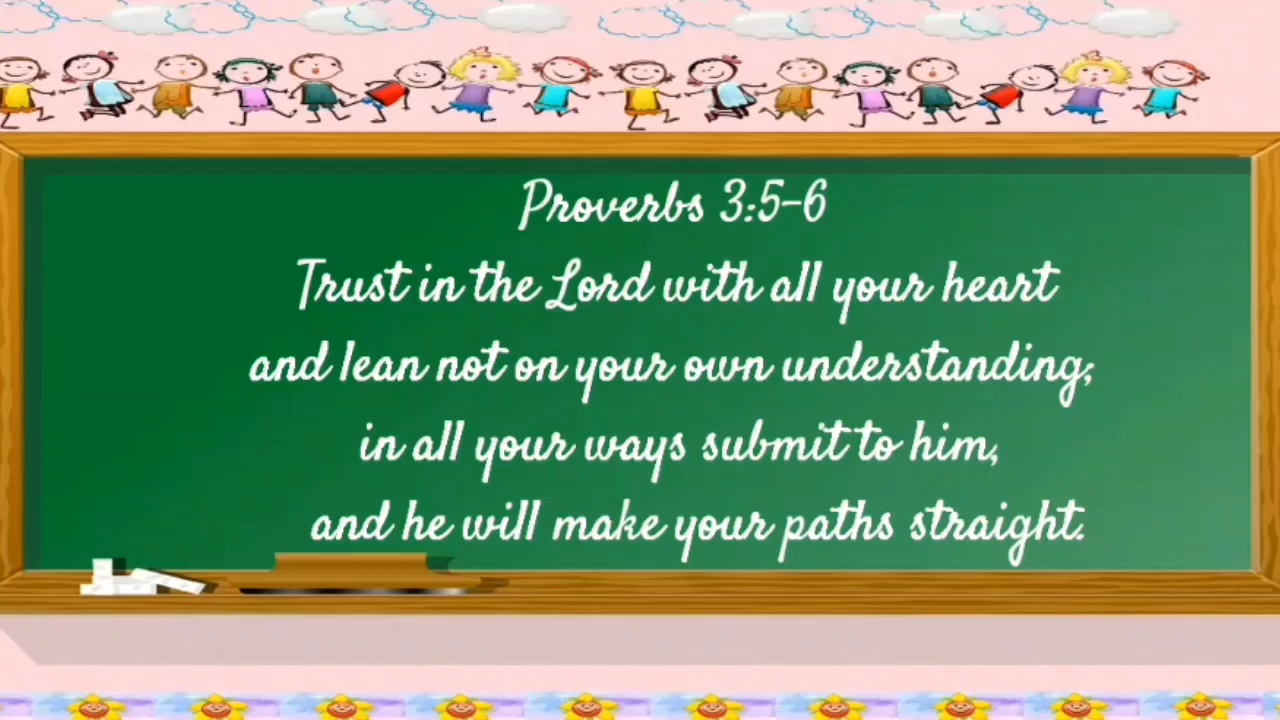 Proverbs 3:5-6
Trust in the Lord with all your heart
and lean not on your own understanding;
in all your ways submit to him,
and he will make your paths straight.